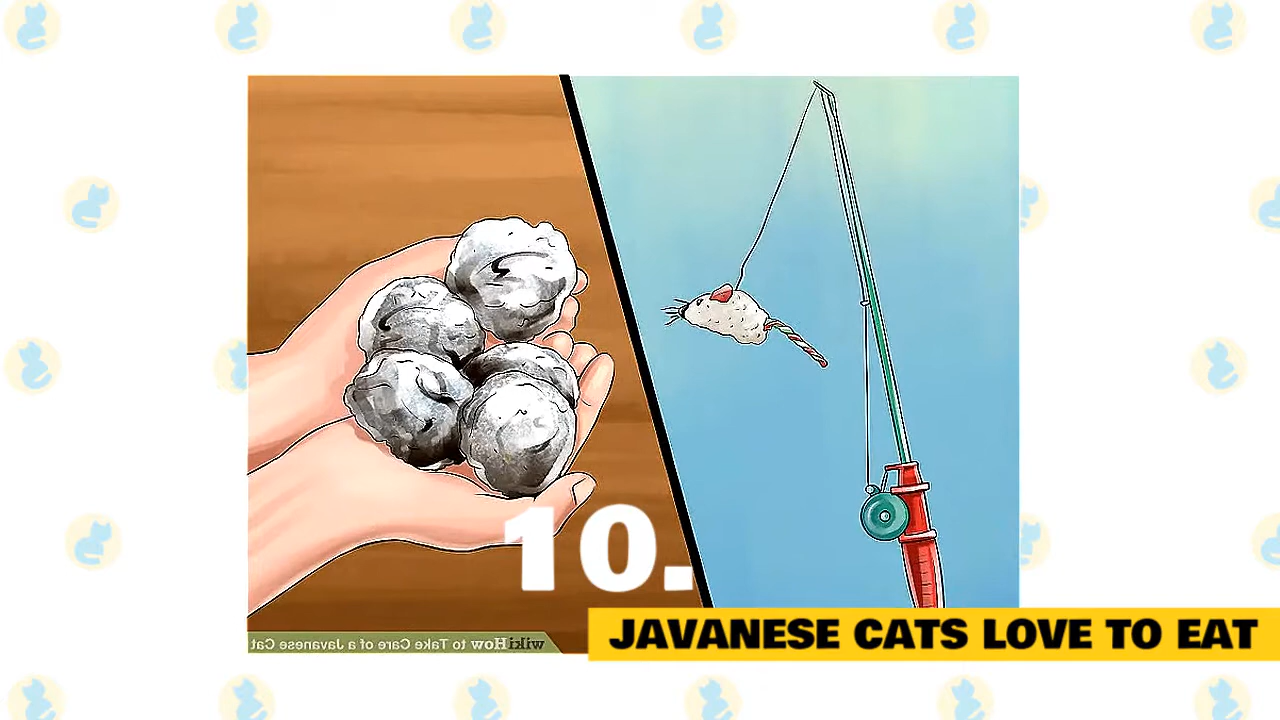 10.
JAVANESE CATS LOVE TO EAT
wikiHow to Take Care of a Javanese Cat